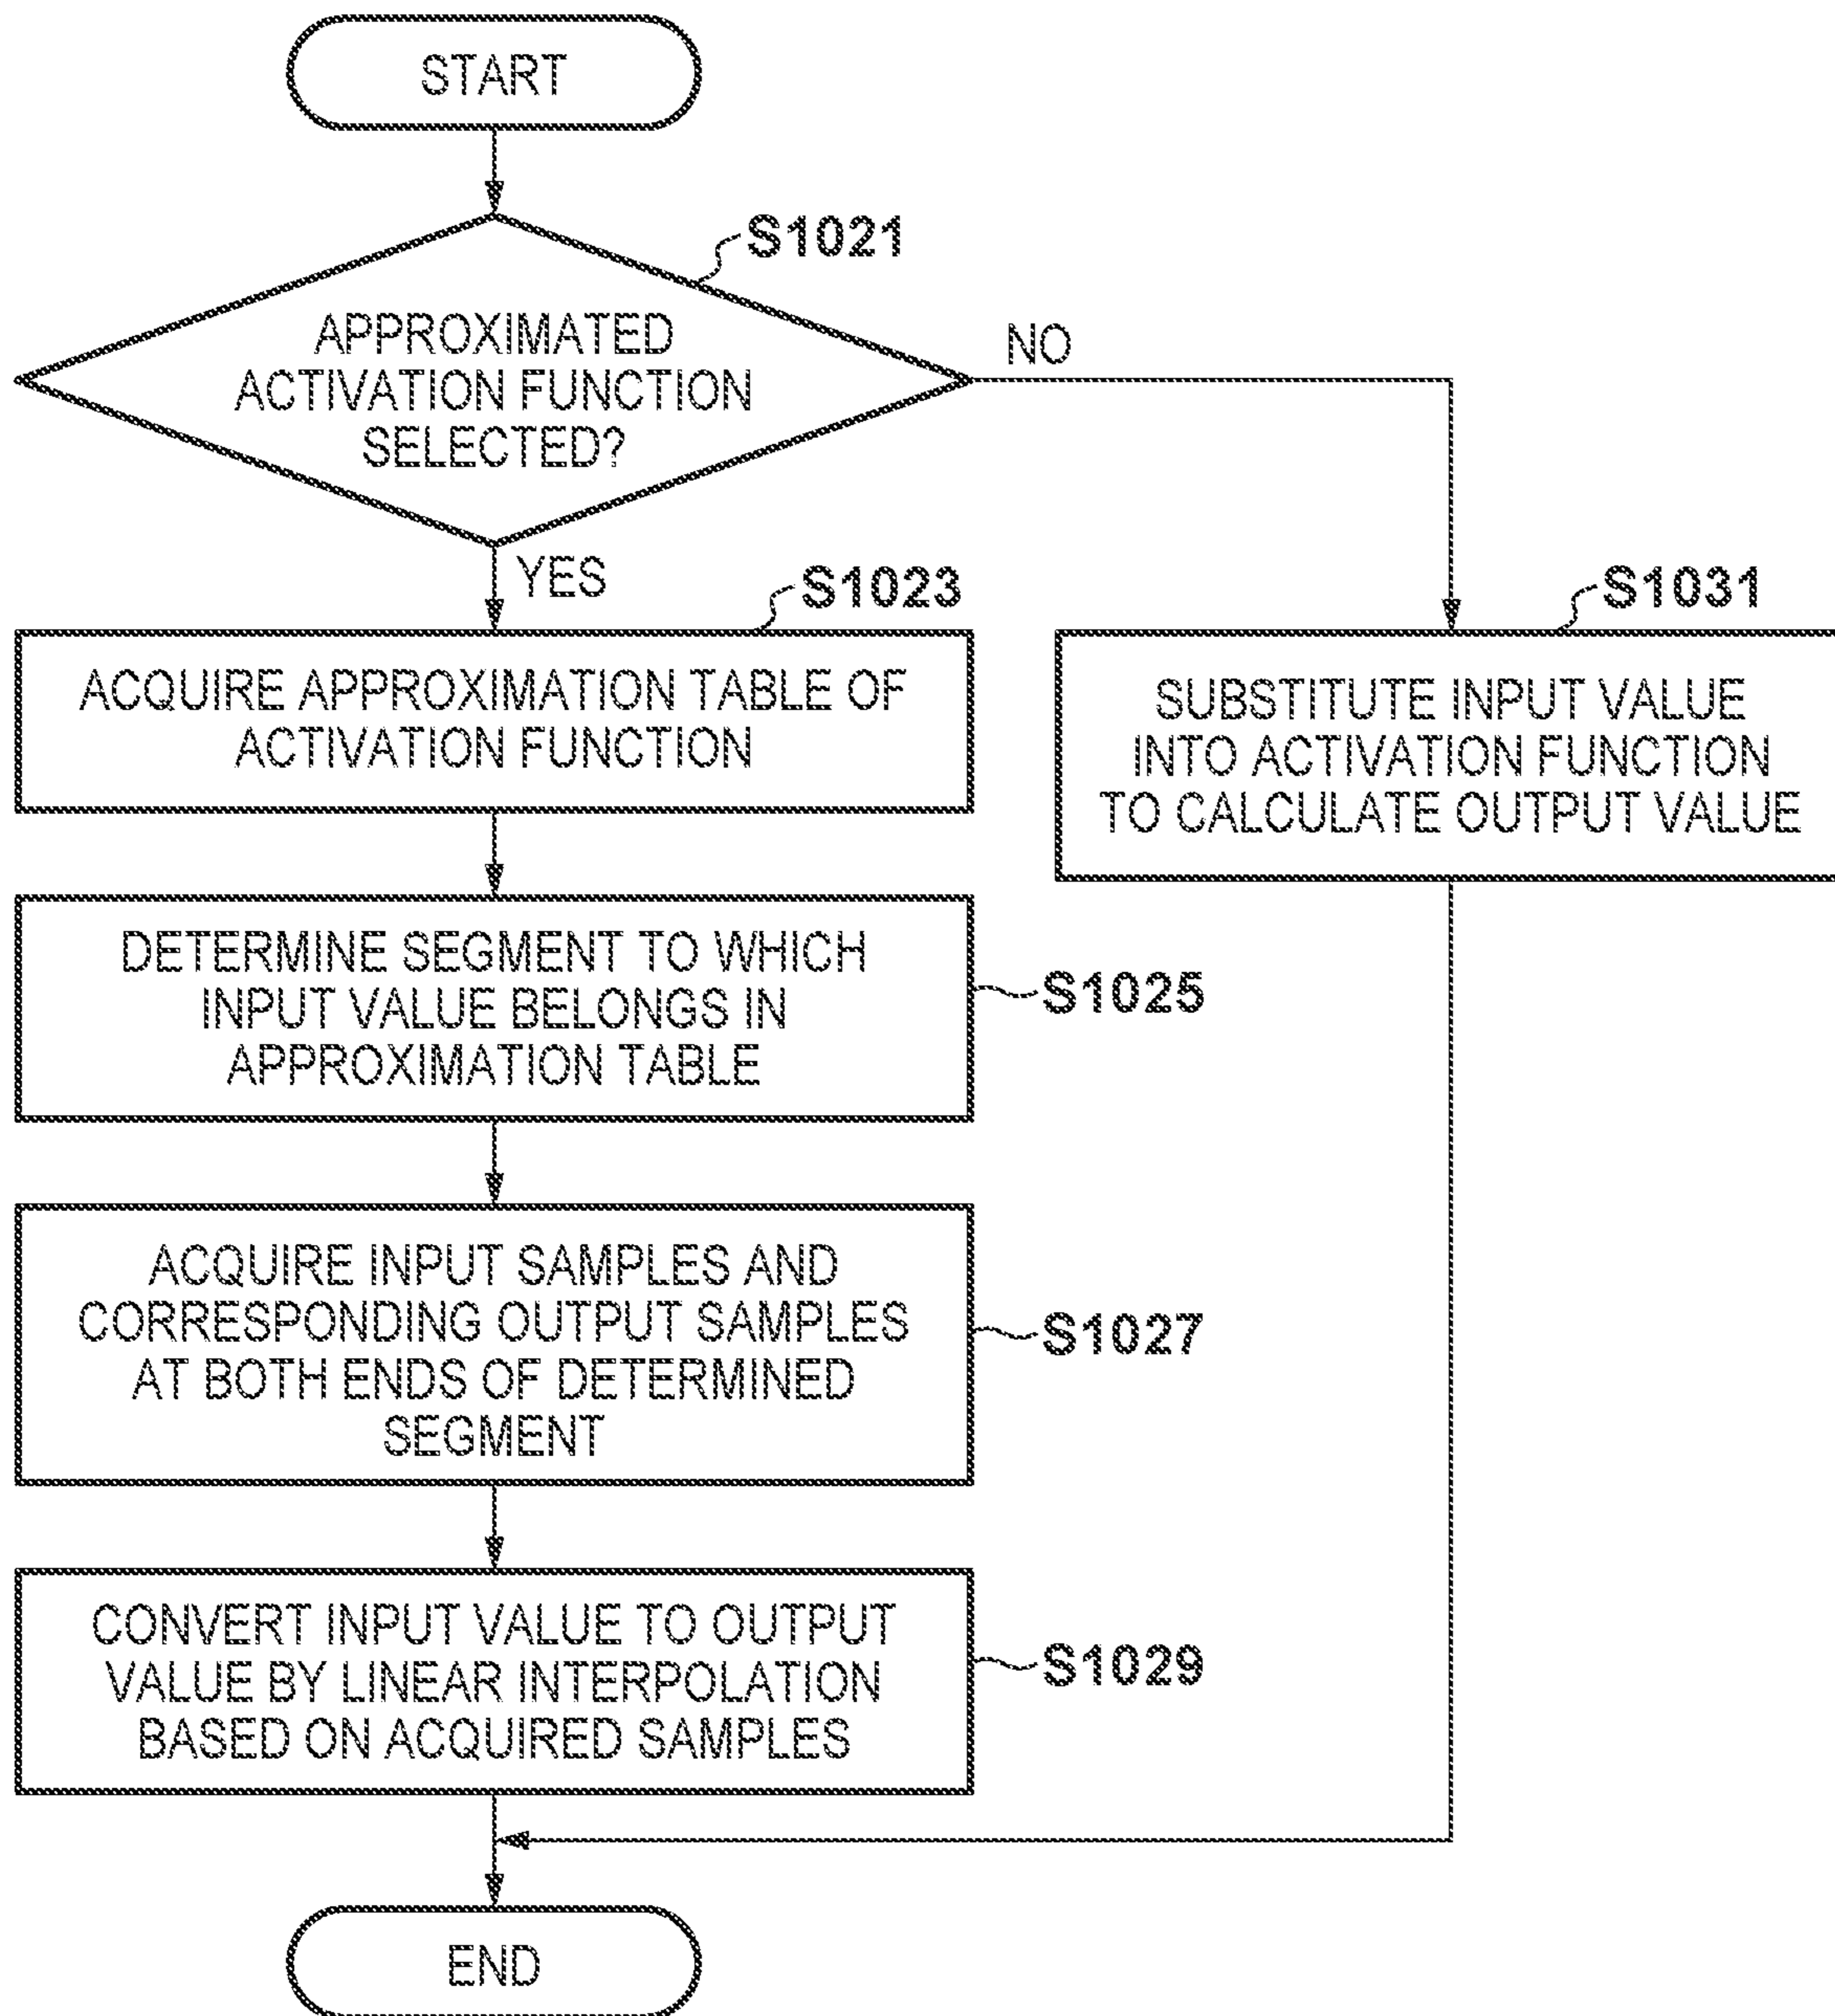 START
S1021
APPROXIMATED
ACTIVATION FUNCTION
SELECTED?
NO
YES
S1023
ACQUIRE APPROXIMATION TABLE OF
ACTIVATION FUNCTION
S1031
SUBSTITUTE INPUT VALUE
INTO ACTIVATION FUNCTION
TO CALCULATE OUTPUT VALUE
DETERMINE SEGMENT TO WHICH
INPUT VALUE BELONGS IN
APPROXIMATION TABLE
S1025
ACQUIRE INPUT SAMPLES AND
CORRESPONDING OUTPUT SAMPLES
AT BOTH ENDS OF DETERMINED
SEGMENT
S1027
CONVERT INPUT VALUE TO OUTPUT
VALUE BY LINEAR INTERPOLATION
BASED ON ACQUIRED SAMPLES
S1029
END